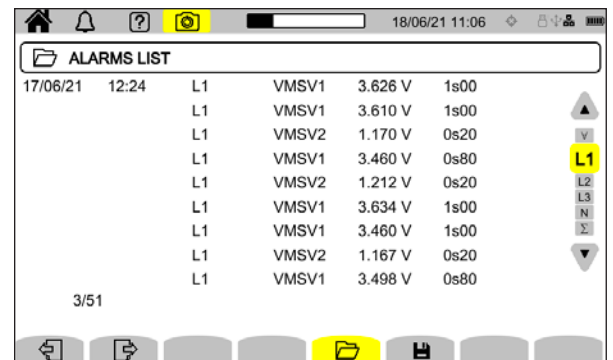 ? 18/06/21 11:06
ALARMS LIST
17/06/21 12:24 L1 VMSV1 3.626 V 1s00
L1 VMSV1 3.610 V 1s00
L1 VMSV2 1.170 V 0s20
L1 VMSV1 3.460 V 0s80
L1 VMSV2 1.212 V 0s20
L1 VMSV1 3.634 V 1s00
L1 VMSV1 3.460 V 1s00
L1 VMSV2 1.167 V 0s20
L1 VMSV1 3.498 V 0s80
L1
L2
L3
N
Σ
3/51